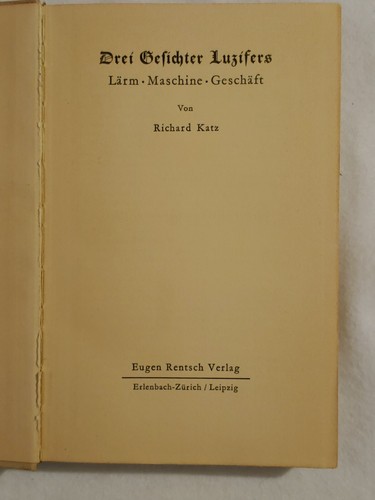 Drei Gesichter Luzifers
Lärm · Maschine · Geschäft
Von
Richard Katz
Eugen Rentsch Verlag
Erlenbach-Zürich / Leipzig